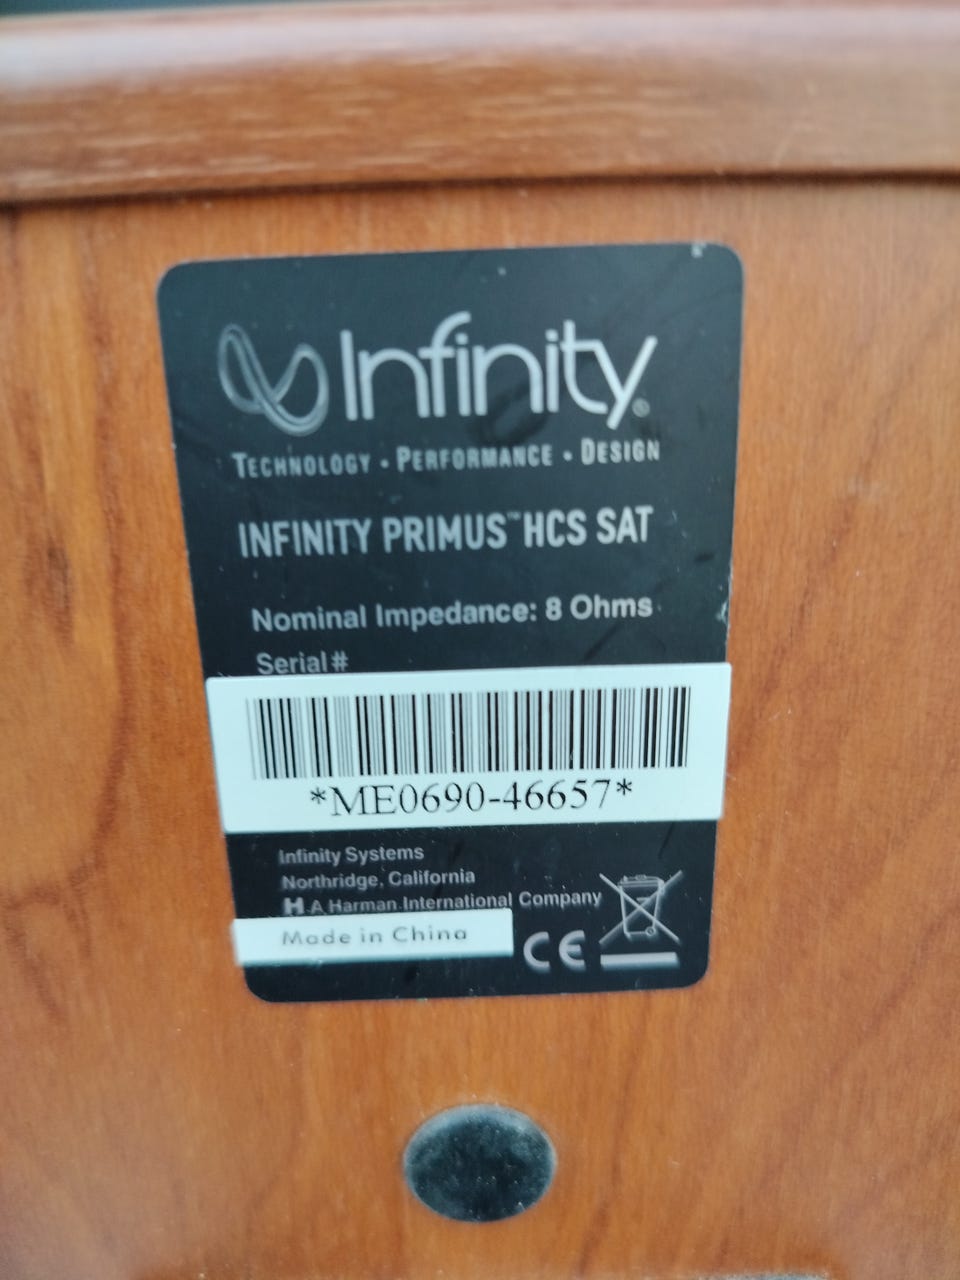 Infinity®
TECHNOLOGY • PERFORMANCE • DESIGN
INFINITY PRIMUS™ HCS SAT
Nominal Impedance: 8 Ohms
Serial #
*ME0690-46657*
Infinity Systems
Northridge, California
H A Harman International Company
Made in China
CE